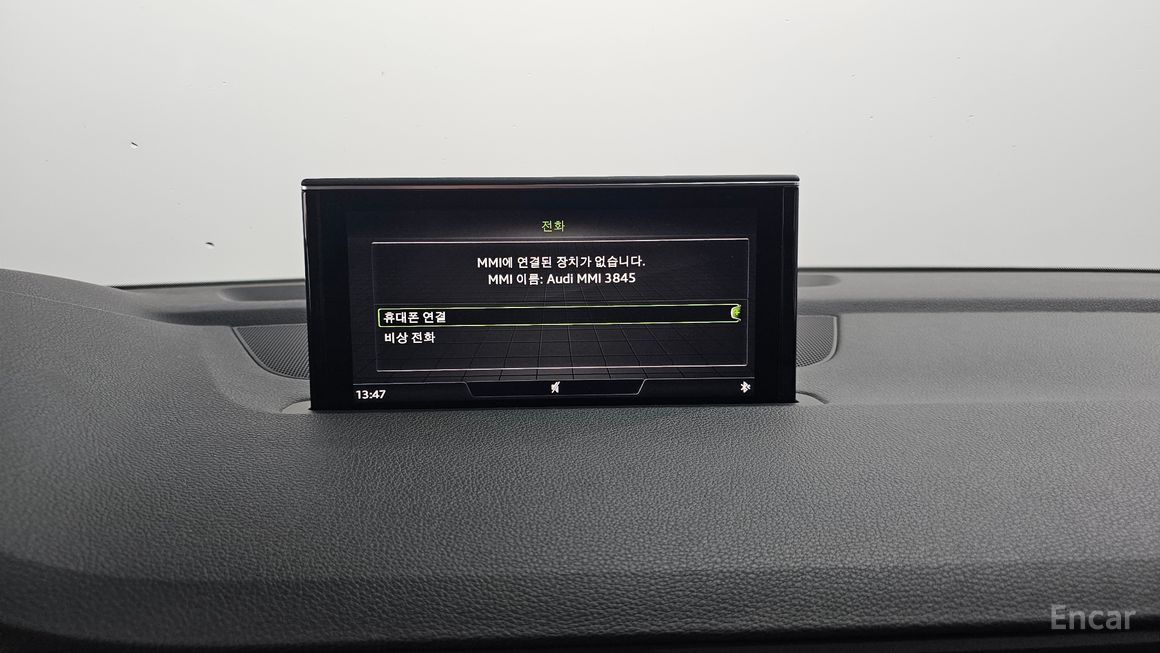 전화
MMI에 연결된 장치가 없습니다.
MMI 이름: Audi MMI 3845
휴대폰 연결
비상 전화
13:47
Encar